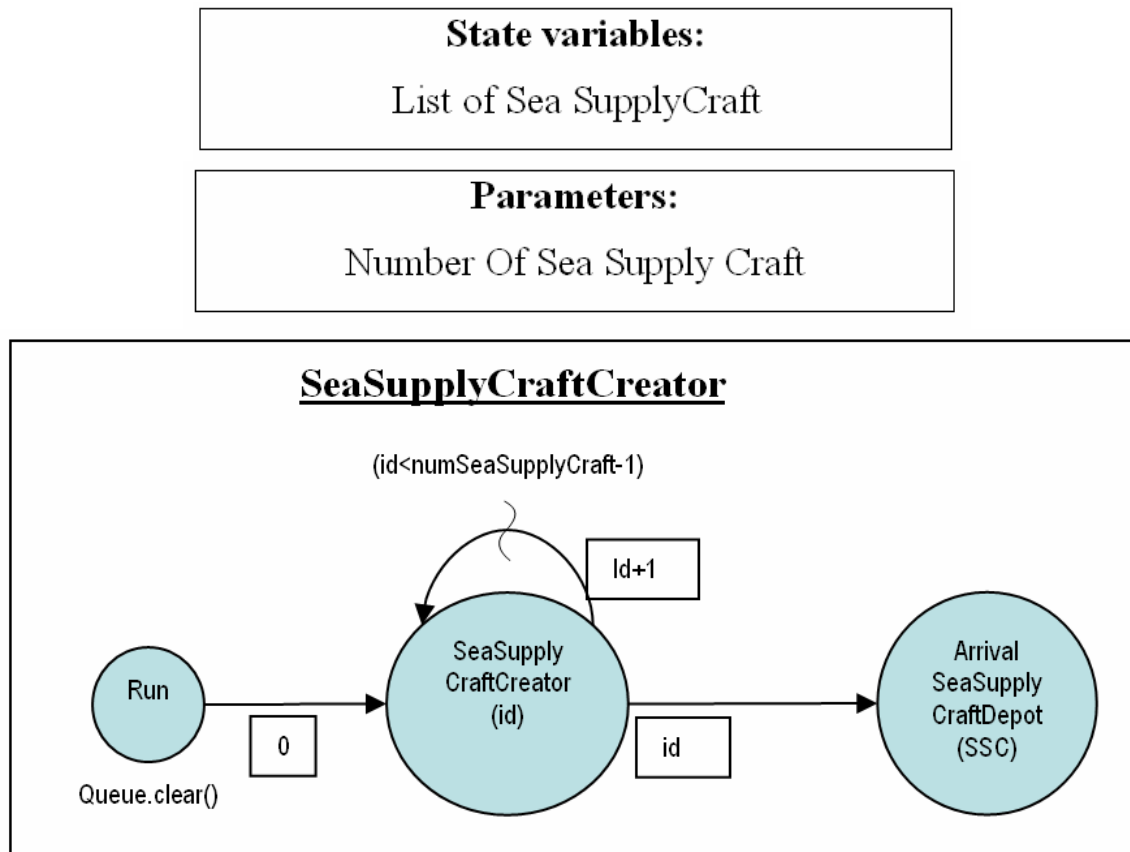 State variables:
List of Sea SupplyCraft
Parameters:
Number Of Sea Supply Craft
SeaSupplyCraftCreator
(id<numSeaSupplyCraft-1)
Id+1
SeaSupply
CraftCreator
(id)
Arrival
SeaSupply
CraftDepot
(SSC)
Run
0
id
Queue.clear()